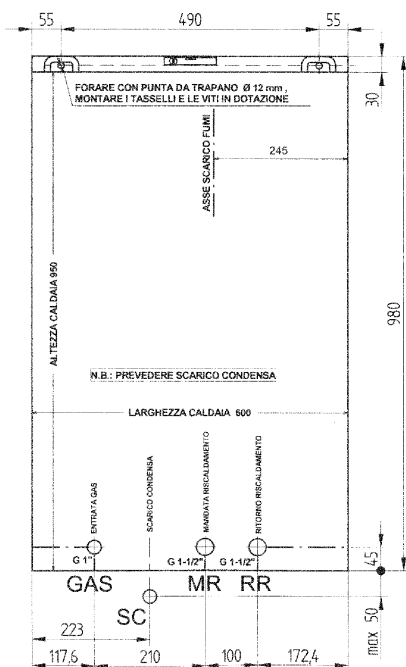 55 490 55
FORARE CON PUNTA DA TRAPANO Ø 12 mm ,
MONTARE I TASSELLI E LE VITI IN DOTAZIONE
30
ASSE SCARICO FUMI
245
ALTEZZA CALDAIA 950
980
N.B.: PREVEDERE SCARICO CONDENSA
LARGHEZZA CALDAIA 600
ENTRATA GAS
SCARICO CONDENSA
MANDATA RISCALDAMENTO
RITORNO RISCALDAMENTO
G 1" G 1-1/2" G 1-1/2"
45
GAS MR RR
SC
max 50
223
117,6 210 100 172,4